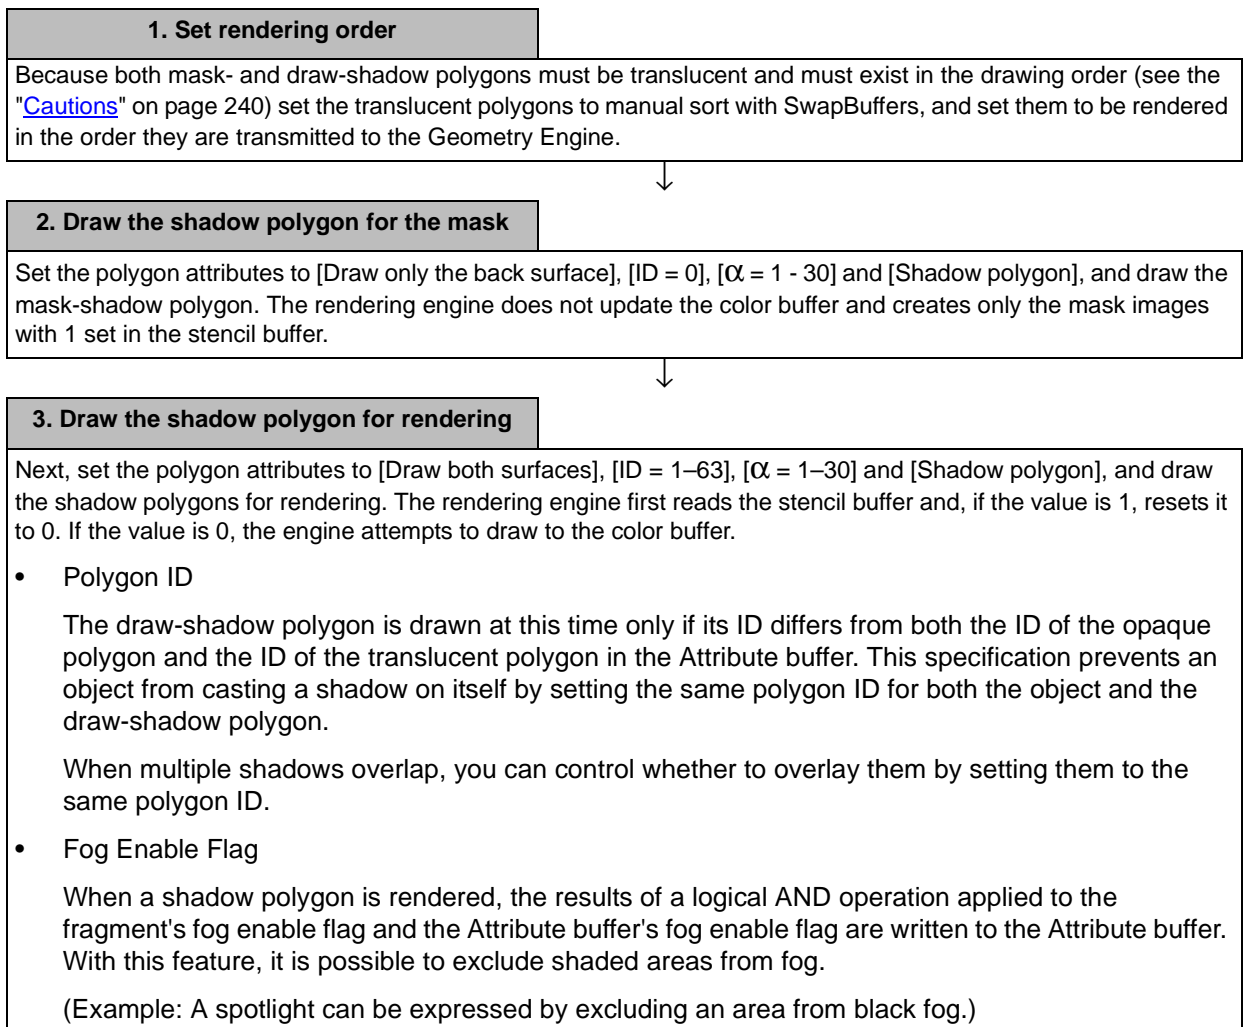 1. Set rendering order
Because both mask- and draw-shadow polygons must be translucent and must exist in the drawing order (see the
"Cautions" on page 240) set the translucent polygons to manual sort with SwapBuffers, and set them to be rendered
in the order they are transmitted to the Geometry Engine.
↓
2. Draw the shadow polygon for the mask
Set the polygon attributes to [Draw only the back surface], [ID = 0], [α = 1 - 30] and [Shadow polygon], and draw the
mask-shadow polygon. The rendering engine does not update the color buffer and creates only the mask images
with 1 set in the stencil buffer.
↓
3. Draw the shadow polygon for rendering
Next, set the polygon attributes to [Draw both surfaces], [ID = 1–63], [α = 1–30] and [Shadow polygon], and draw
the shadow polygons for rendering. The rendering engine first reads the stencil buffer and, if the value is 1, resets it
to 0. If the value is 0, the engine attempts to draw to the color buffer.
• Polygon ID
The draw-shadow polygon is drawn at this time only if its ID differs from both the ID of the opaque
polygon and the ID of the translucent polygon in the Attribute buffer. This specification prevents an
object from casting a shadow on itself by setting the same polygon ID for both the object and the
draw-shadow polygon.
When multiple shadows overlap, you can control whether to overlay them by setting them to the
same polygon ID.
• Fog Enable Flag
When a shadow polygon is rendered, the results of a logical AND operation applied to the
fragment's fog enable flag and the Attribute buffer's fog enable flag are written to the Attribute buffer.
With this feature, it is possible to exclude shaded areas from fog.
(Example: A spotlight can be expressed by excluding an area from black fog.)